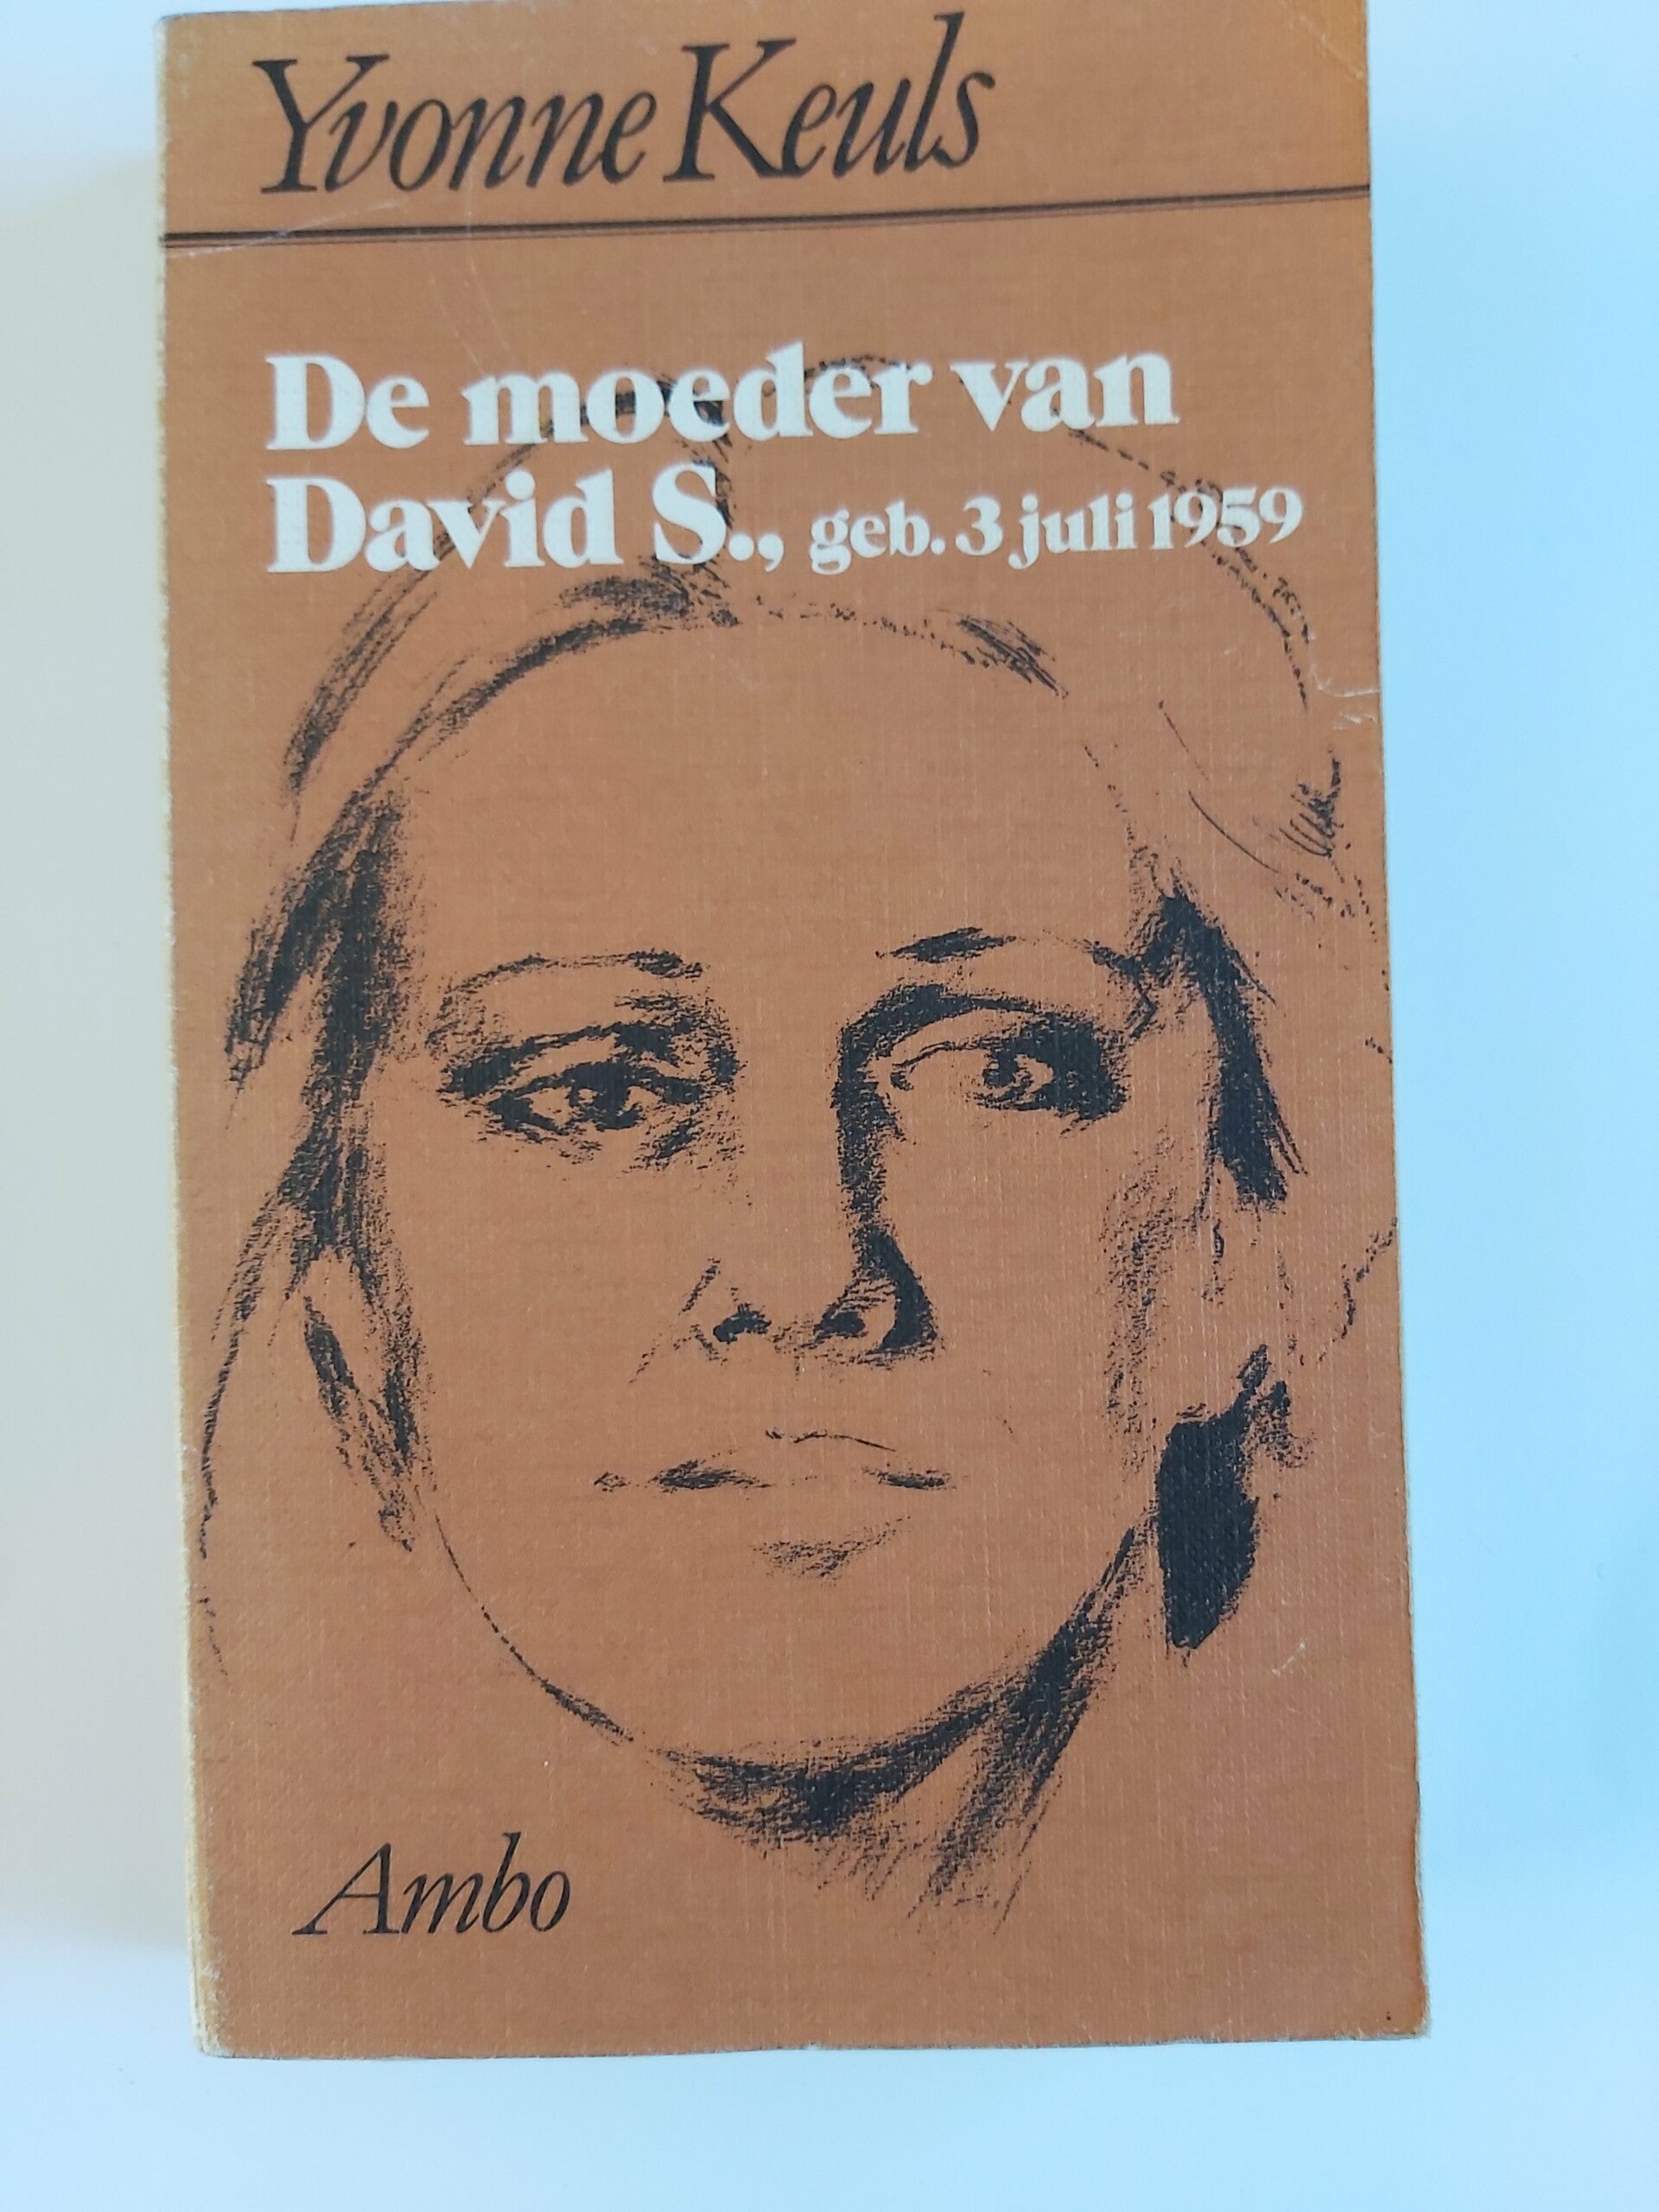 Yvonne Keuls
De moeder van
David S., geb. 3 juli 1959
Ambo